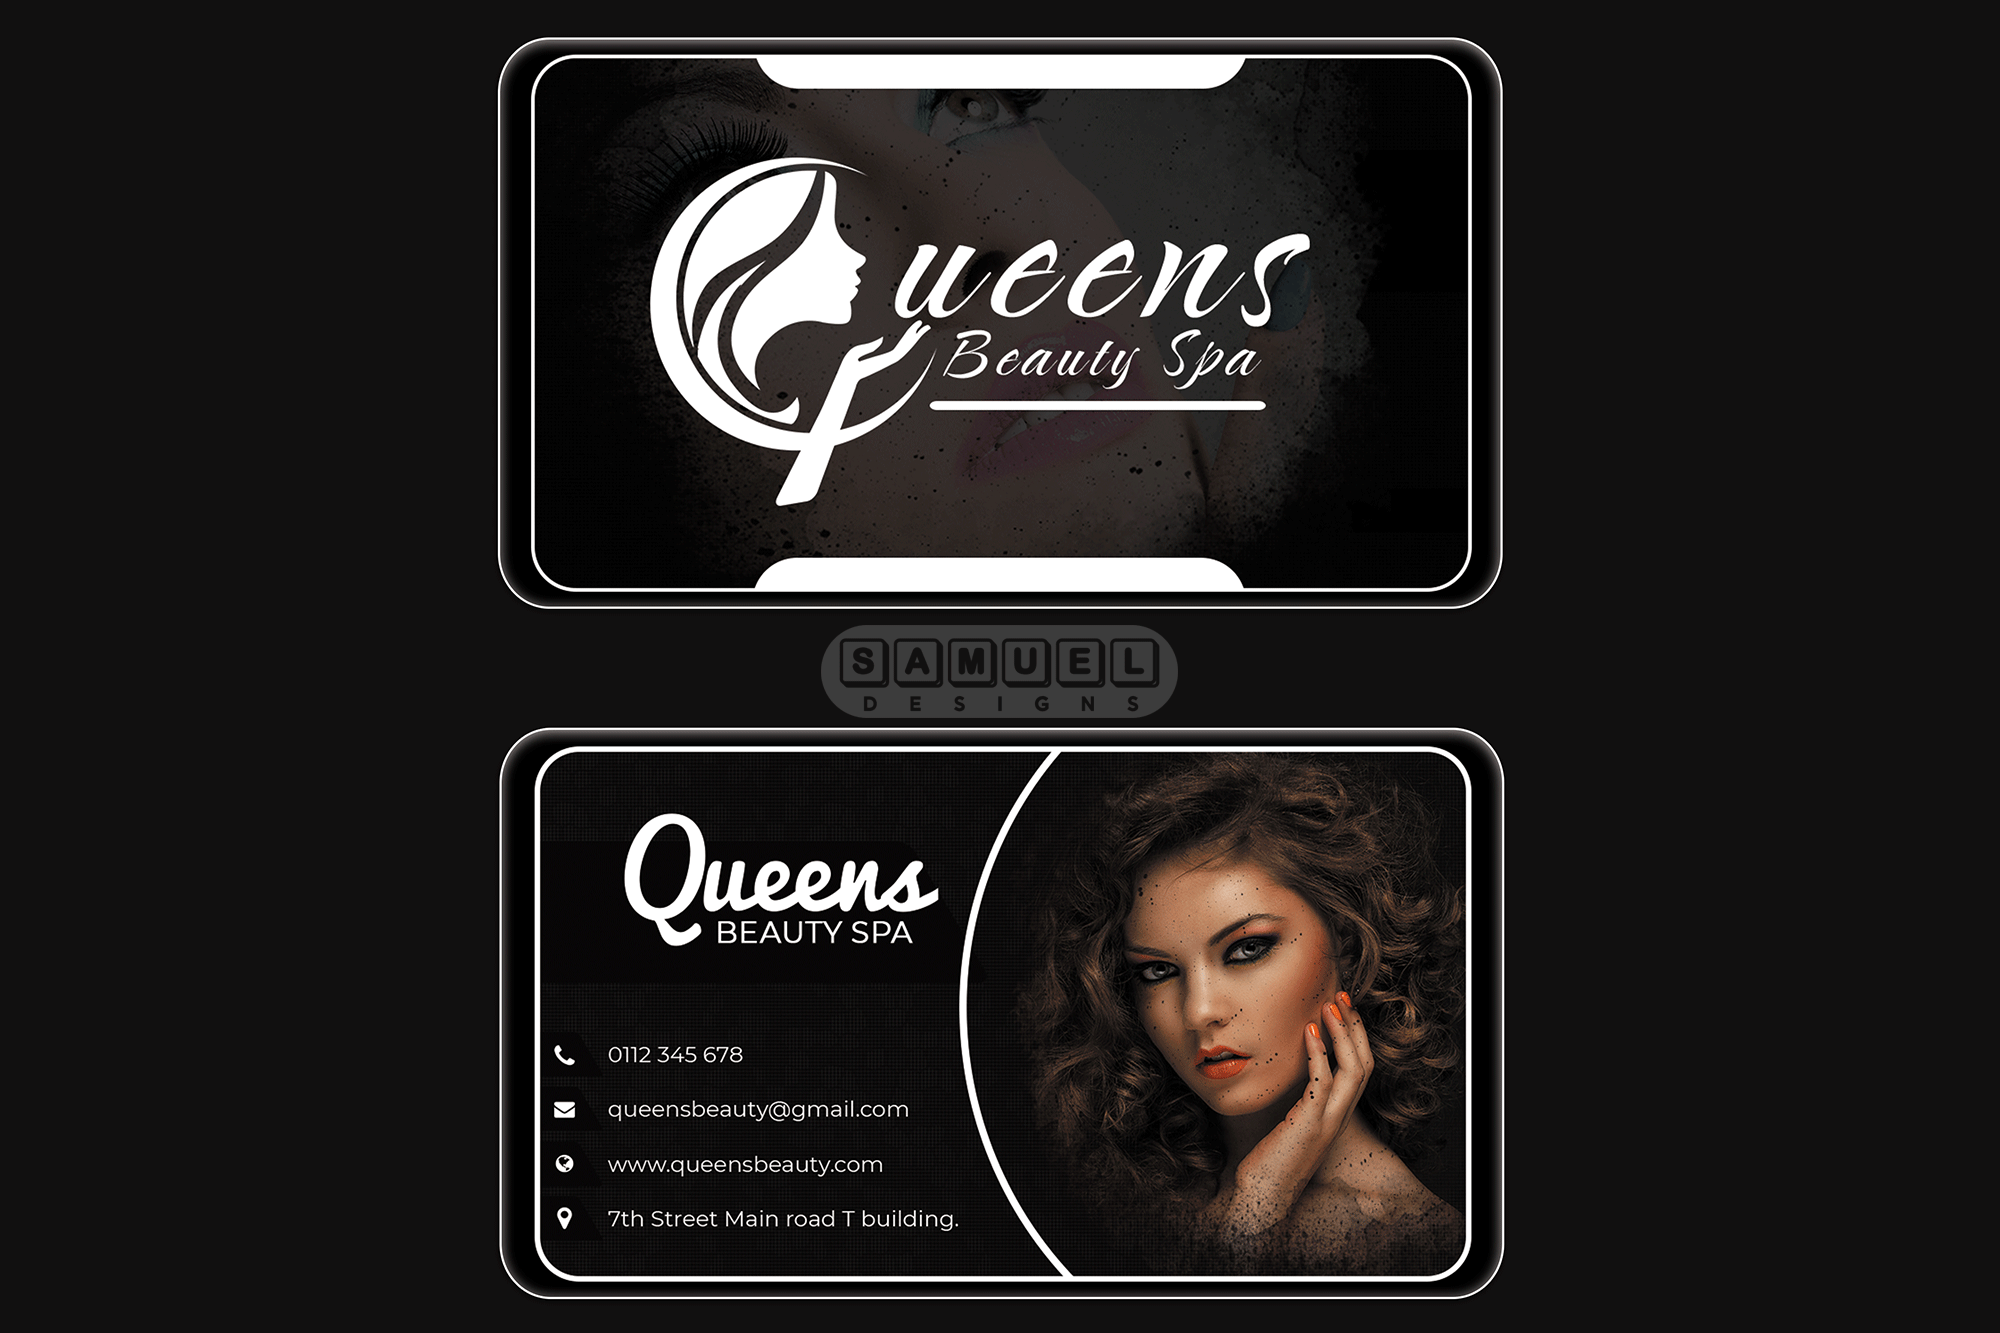 Queens
Beauty Spa
SAMUEL
DESIGNS
Queens
BEAUTY SPA
0112 345 678
queensbeauty@gmail.com
www.queensbeauty.com
7th Street Main road T building.